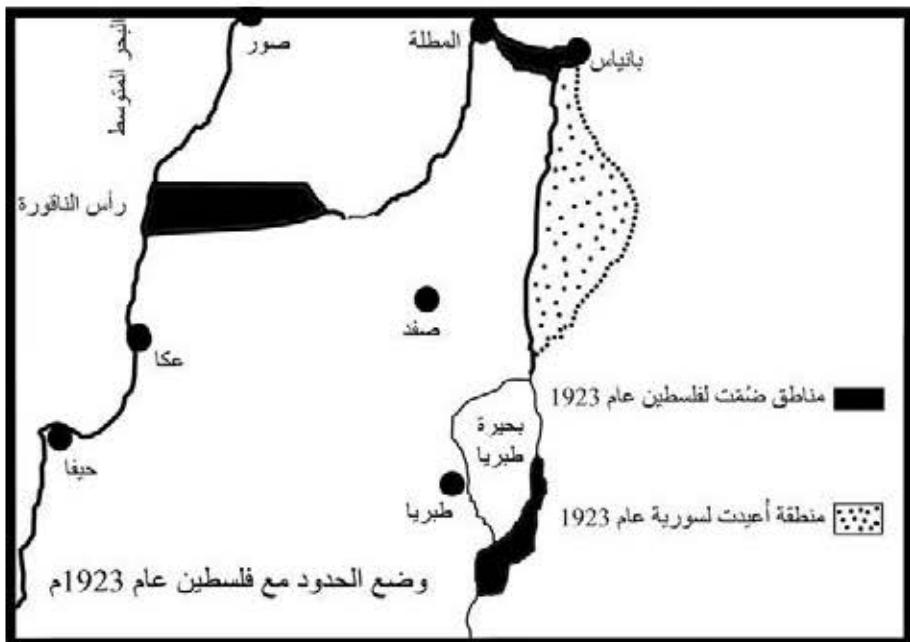 البحر المتوسط
صور
المطلة
بانياس
رأس الناقورة
صفد
عكا
مناطق ضُمّت لفلسطين عام 1923
بحيرة
طبريا
حيفا
طبريا
منطقة أعيدت لسورية عام 1923
وضع الحدود مع فلسطين عام 1923م